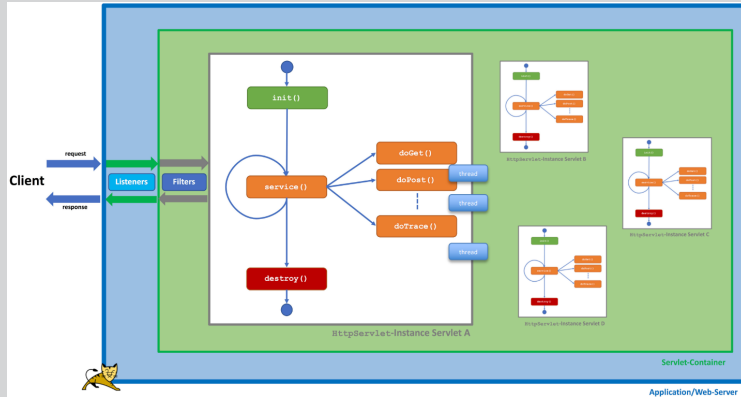 Client
request
response
Listeners
Filters
init()
service()
destroy()
doGet()
doPost()
doTrace()
thread
thread
thread
HttpServlet-Instance Servlet A
HttpServlet-Instance Servlet B
HttpServlet-Instance Servlet C
HttpServlet-Instance Servlet D
Servlet-Container
Application/Web-Server